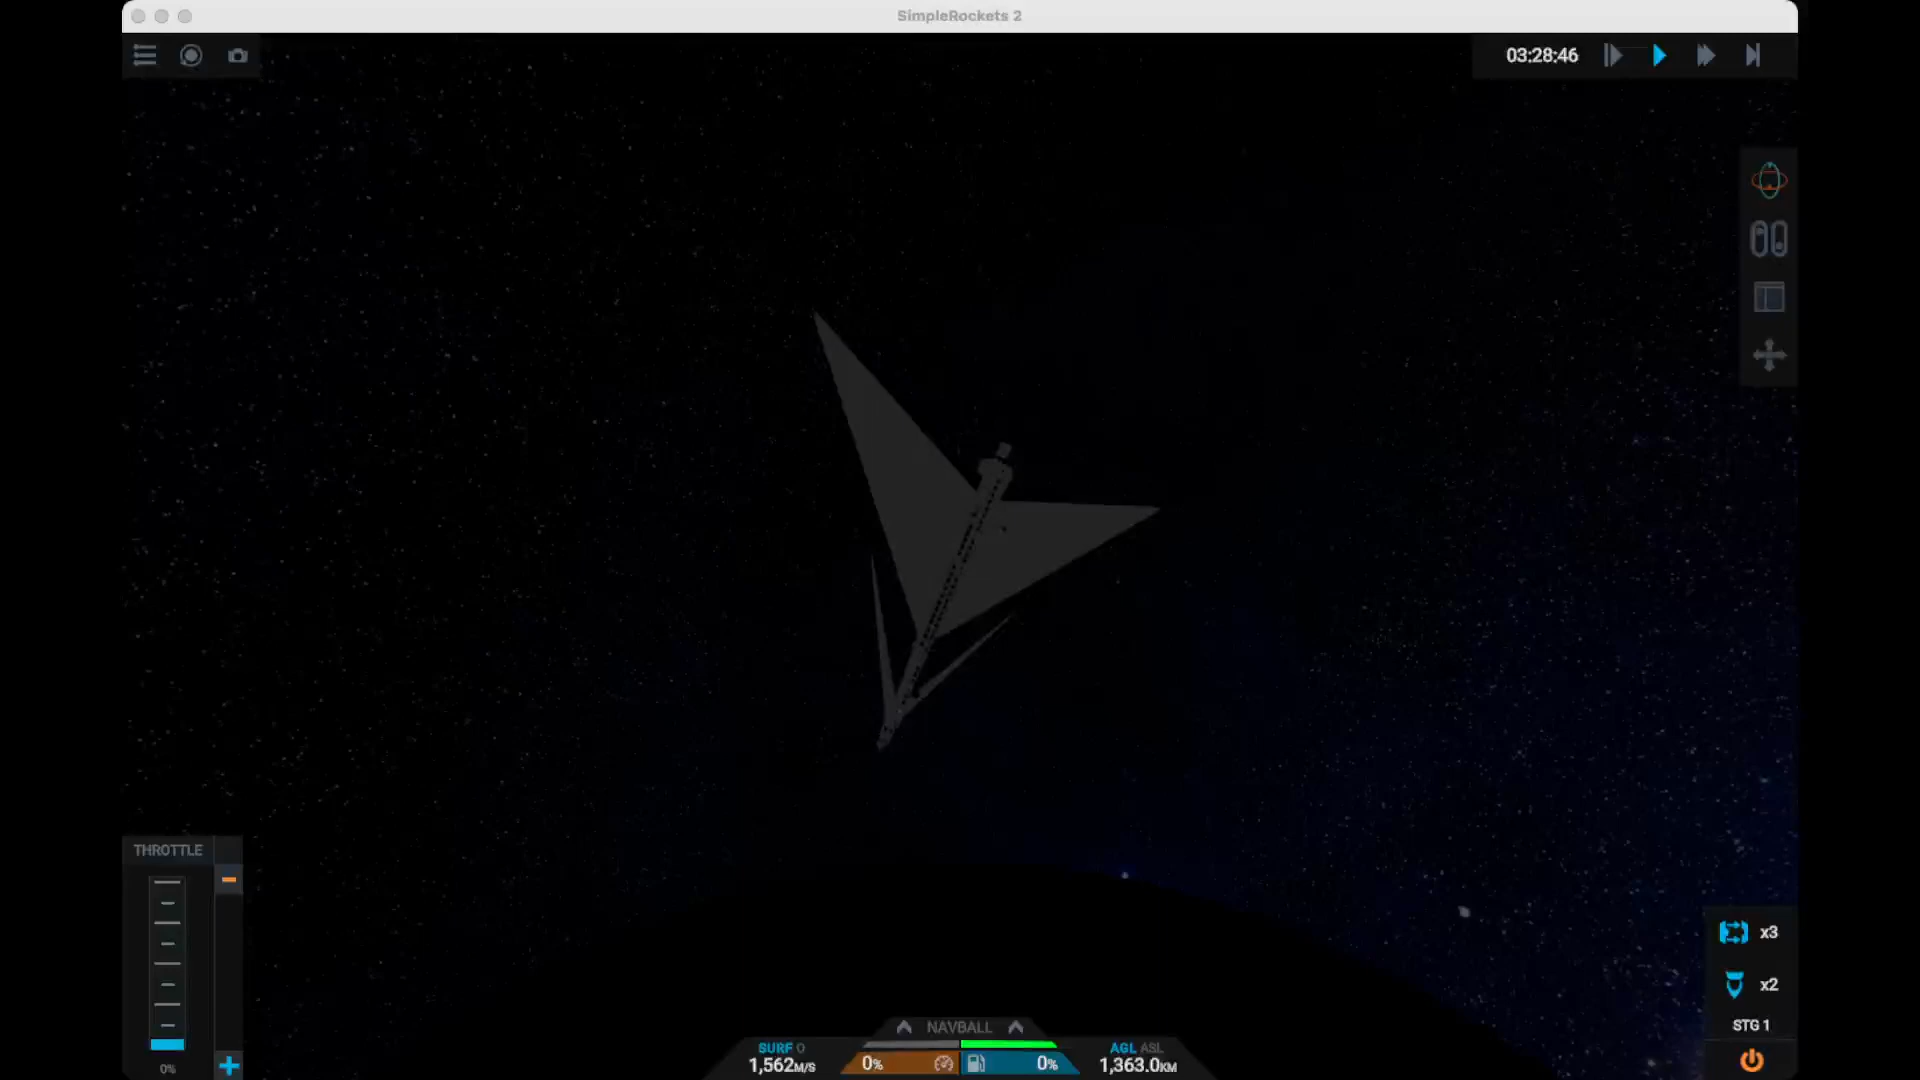 SimpleRockets 2
03:28:46
THROTTLE
0%
NAVBALL
SURF O
1,562M/S
0%
0%
AGL ASL
1,363.0KM
x3
x2
STG 1